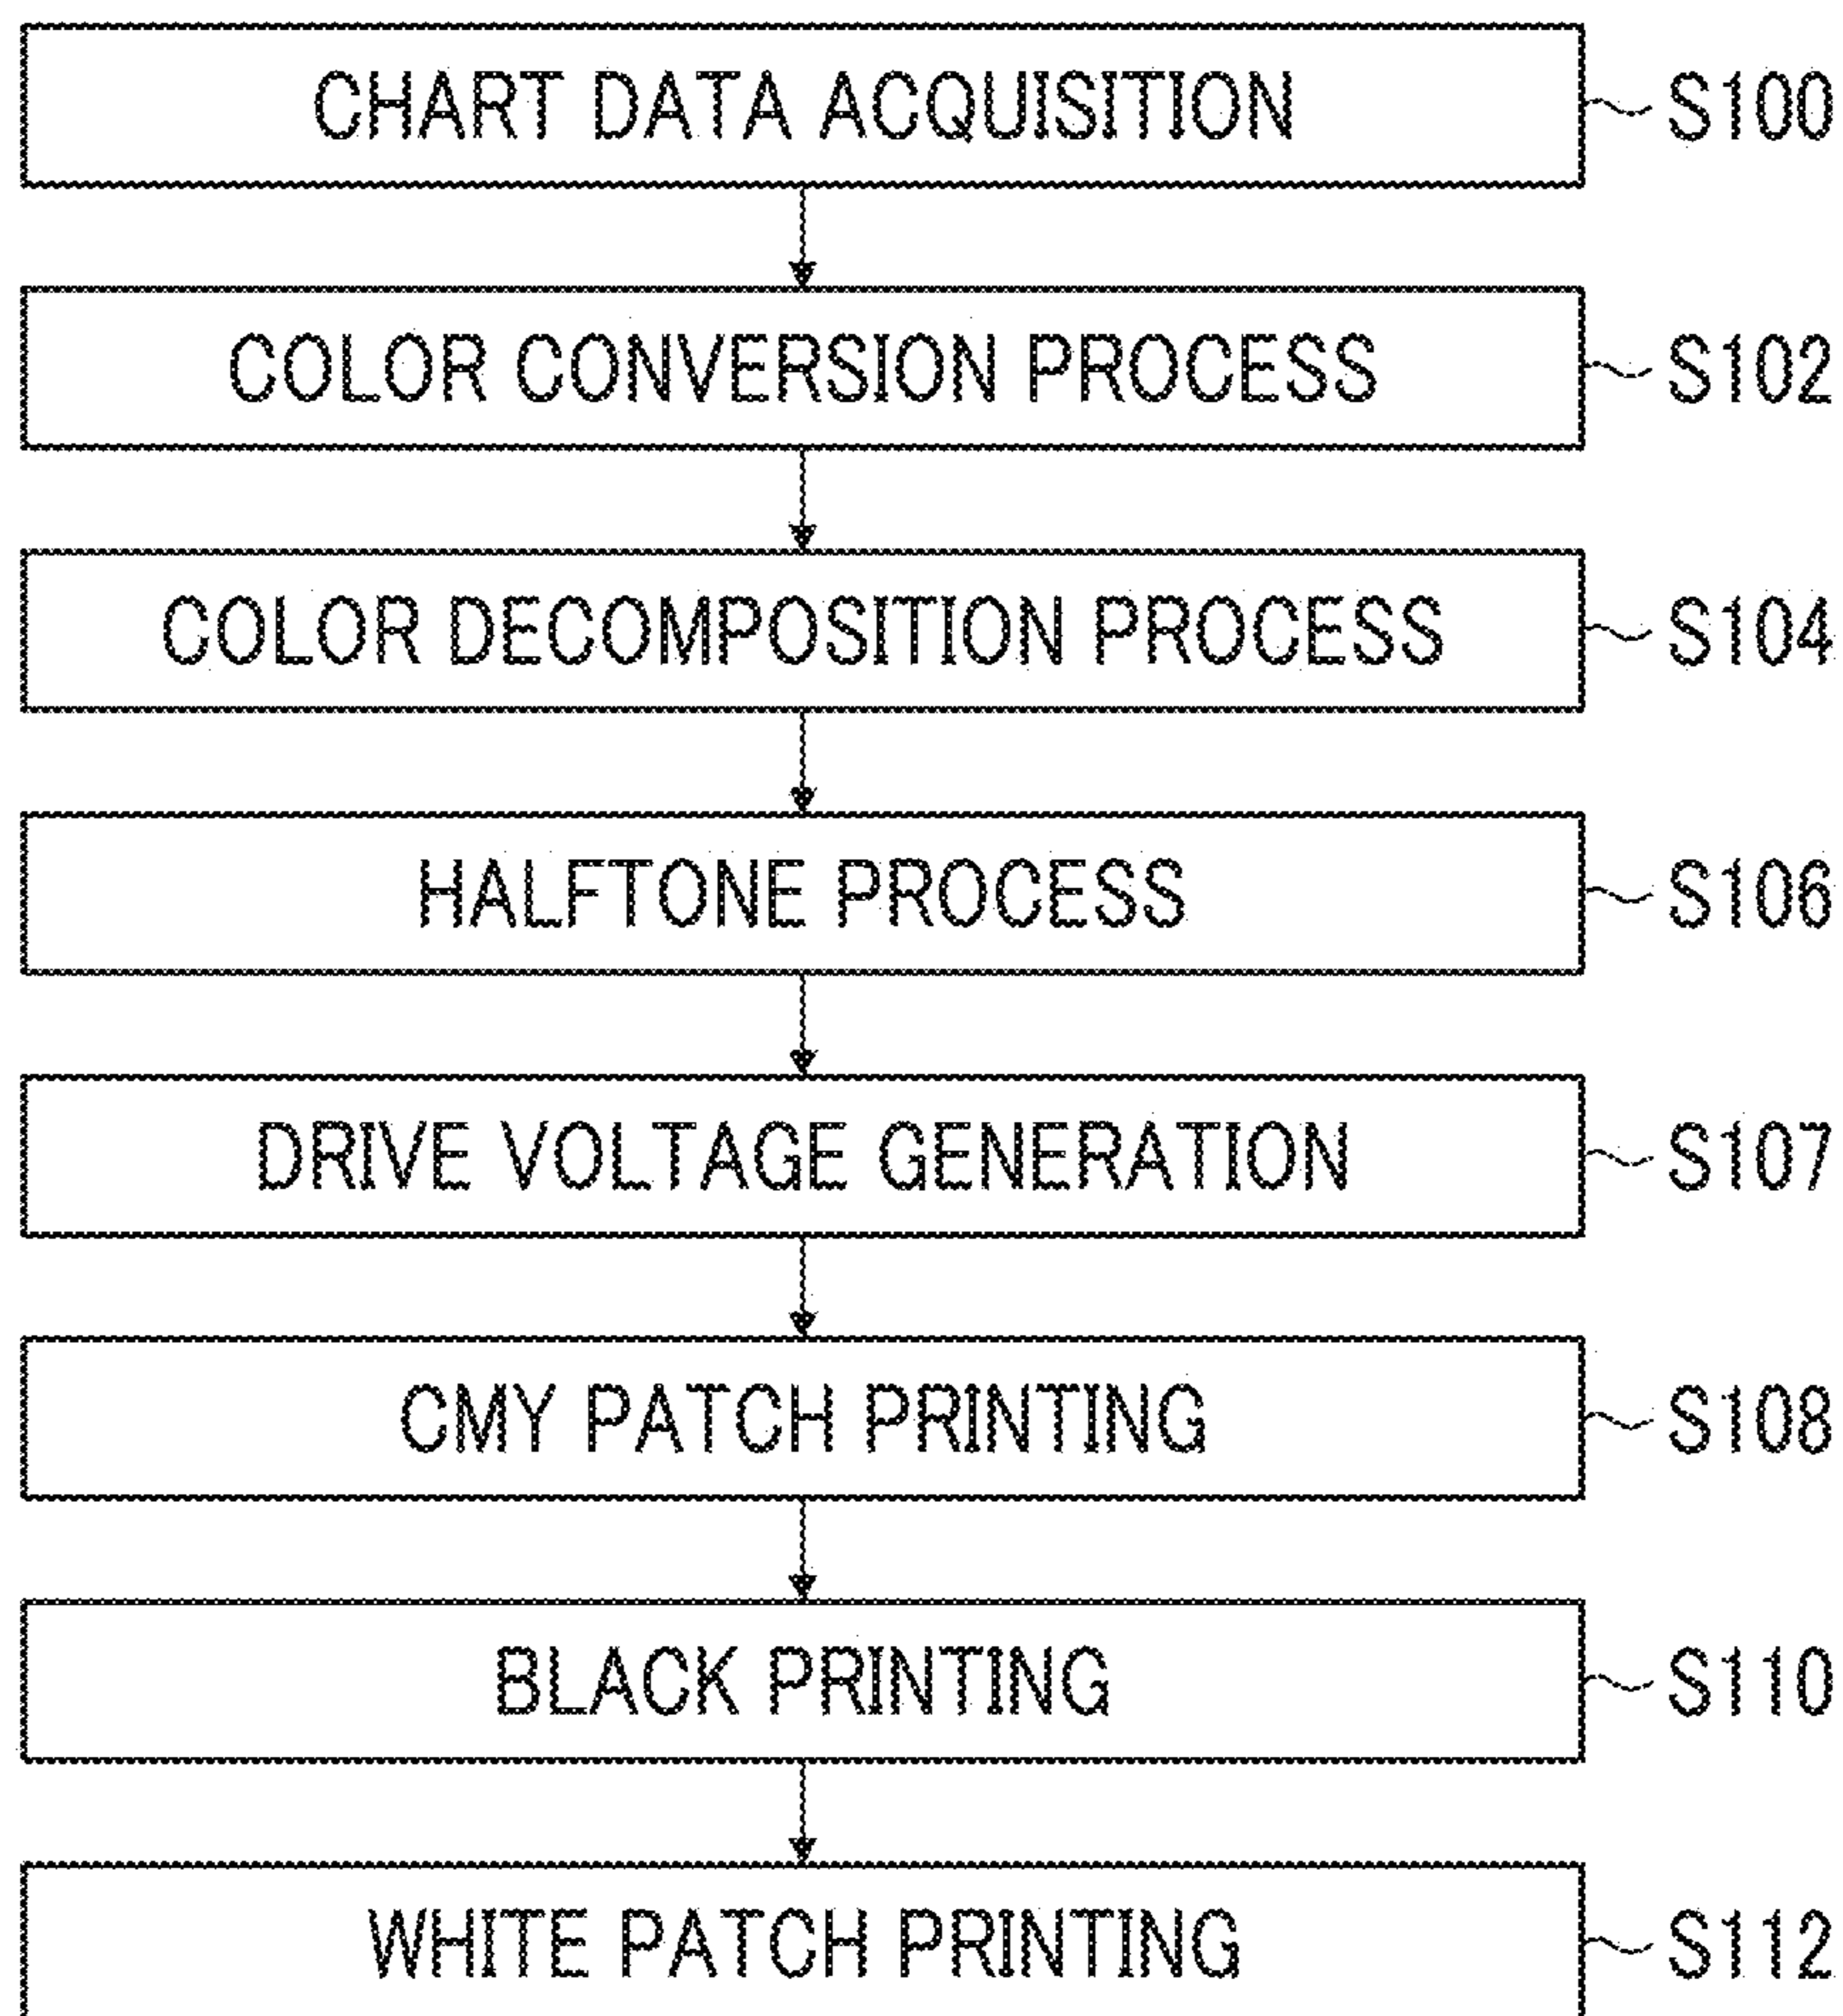 CHART DATA ACQUISITION S100
COLOR CONVERSION PROCESS S102
COLOR DECOMPOSITION PROCESS S104
HALFTONE PROCESS S106
DRIVE VOLTAGE GENERATION S107
CMY PATCH PRINTING S108
BLACK PRINTING S110
WHITE PATCH PRINTING S112